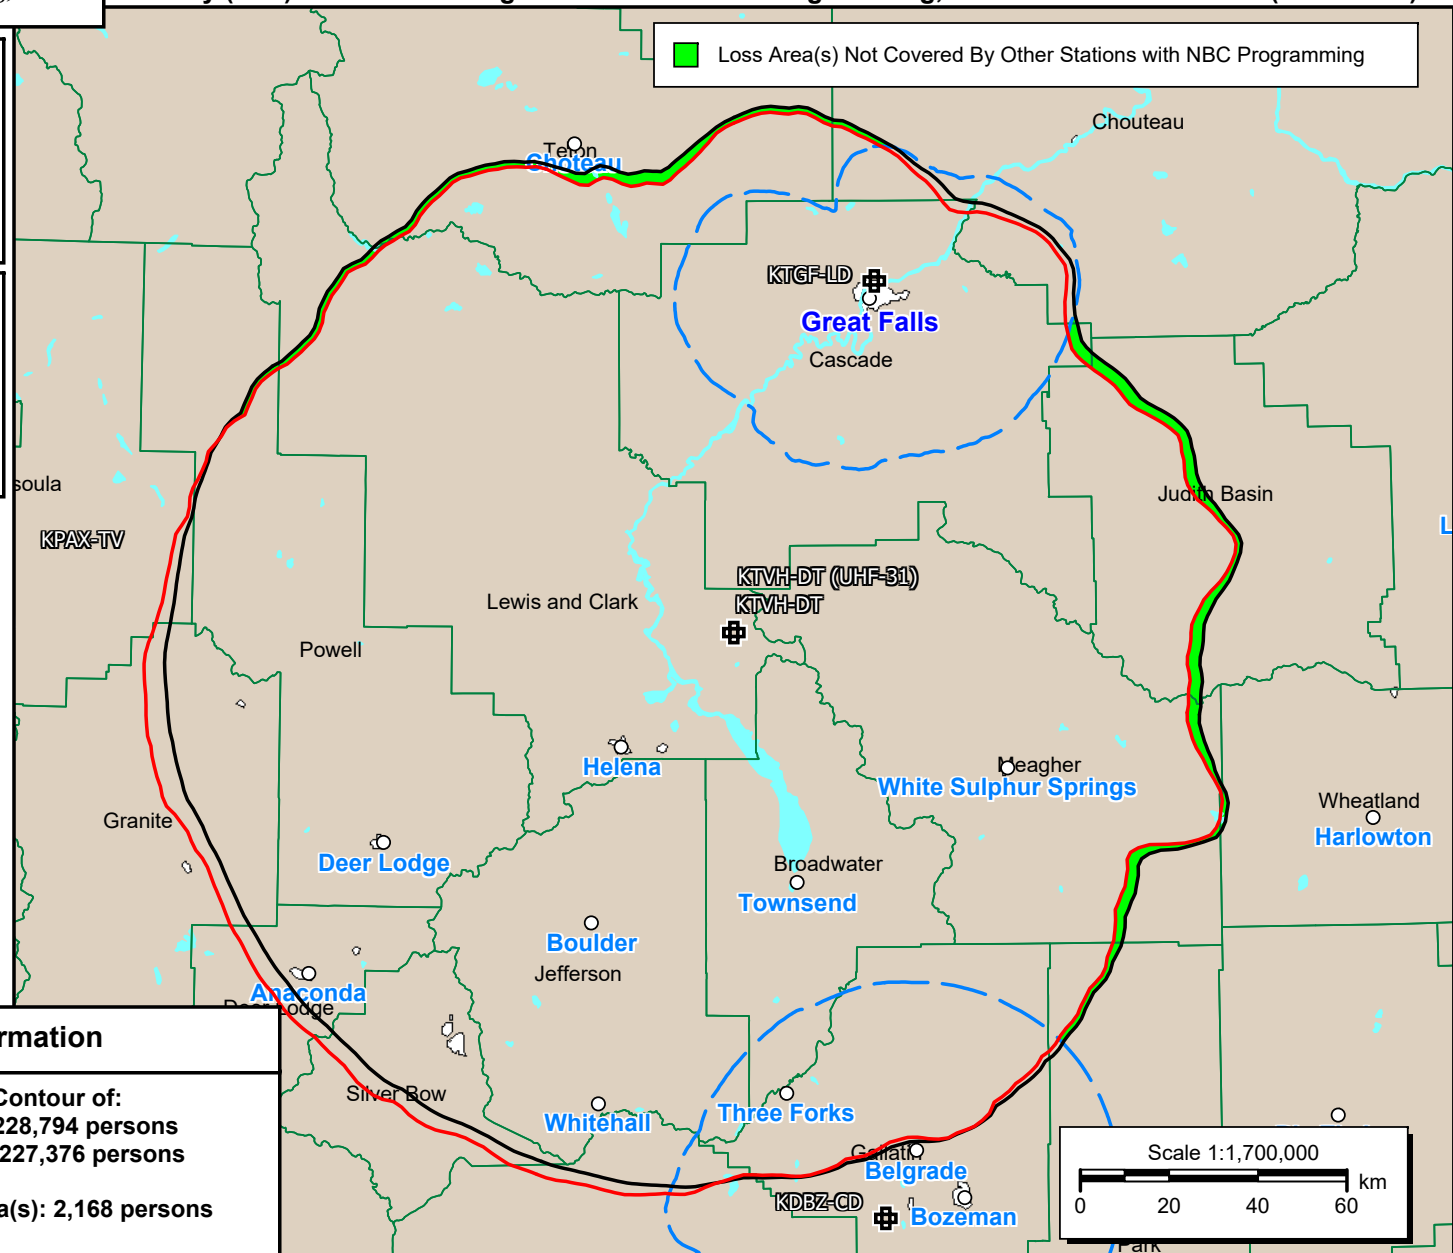 Loss Area(s) Not Covered By Other Stations with NBC Programming
Chouteau
Teton
Choteau
KTGF-LD
Great Falls
Cascade
soula
Judith Basin
KPAX-TV
L
KTVH-DT (UHF-31)
KTVH-DT
Lewis and Clark
Powell
Helena
Meagher
White Sulphur Springs
Wheatland
Harlowton
Granite
Deer Lodge
Broadwater
Townsend
Boulder
Jefferson
Anaconda
Deer Lodge
rmation
Contour of:
228,794 persons
227,376 persons
a(s): 2,168 persons
Silver Bow
Whitehall
Three Forks
Gallatin
Belgrade
KDBZ-CD
Bozeman
Scale 1:1,700,000
km
0 20 40 60
Park